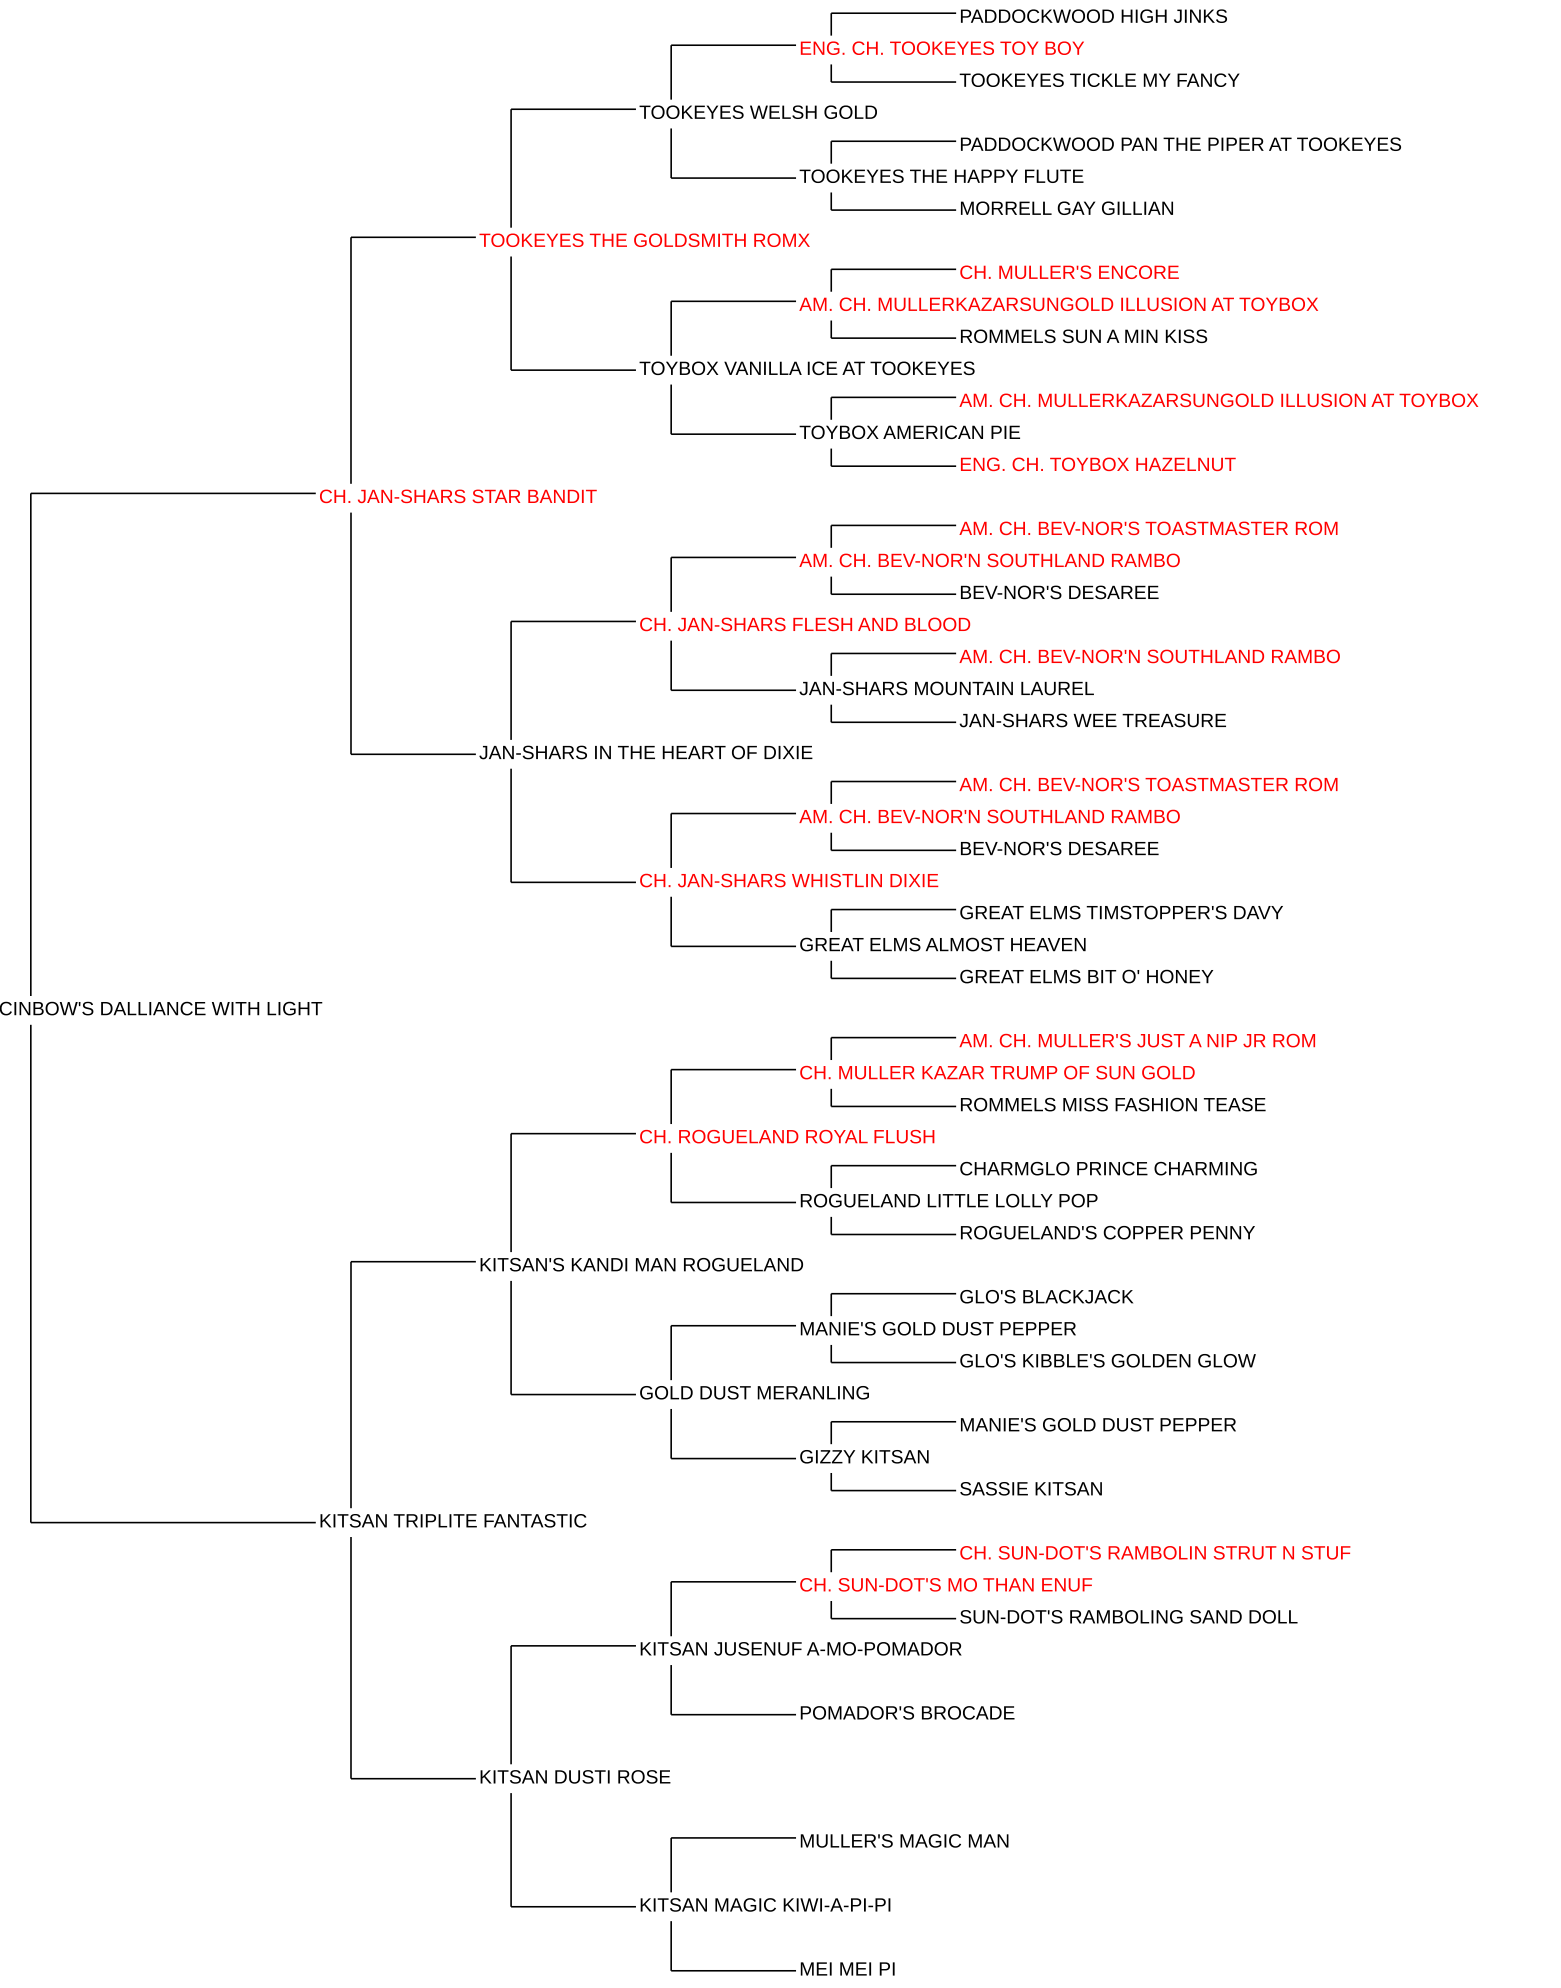 PADDOCKWOOD HIGH JINKS
ENG. CH. TOOKEYES TOY BOY
TOOKEYES TICKLE MY FANCY
TOOKEYES WELSH GOLD
PADDOCKWOOD PAN THE PIPER AT TOOKEYES
TOOKEYES THE HAPPY FLUTE
MORRELL GAY GILLIAN
TOOKEYES THE GOLDSMITH ROMX
CH. MULLER'S ENCORE
AM. CH. MULLERKAZARSUNGOLD ILLUSION AT TOYBOX
ROMMELS SUN A MIN KISS
TOYBOX VANILLA ICE AT TOOKEYES
AM. CH. MULLERKAZARSUNGOLD ILLUSION AT TOYBOX
TOYBOX AMERICAN PIE
ENG. CH. TOYBOX HAZELNUT
CH. JAN-SHARS STAR BANDIT
AM. CH. BEV-NOR'S TOASTMASTER ROM
AM. CH. BEV-NOR'N SOUTHLAND RAMBO
BEV-NOR'S DESAREE
CH. JAN-SHARS FLESH AND BLOOD
AM. CH. BEV-NOR'N SOUTHLAND RAMBO
JAN-SHARS MOUNTAIN LAUREL
JAN-SHARS WEE TREASURE
JAN-SHARS IN THE HEART OF DIXIE
AM. CH. BEV-NOR'S TOASTMASTER ROM
AM. CH. BEV-NOR'N SOUTHLAND RAMBO
BEV-NOR'S DESAREE
CH. JAN-SHARS WHISTLIN DIXIE
GREAT ELMS TIMSTOPPER'S DAVY
GREAT ELMS ALMOST HEAVEN
GREAT ELMS BIT O' HONEY
CINBOW'S DALLIANCE WITH LIGHT
AM. CH. MULLER'S JUST A NIP JR ROM
CH. MULLER KAZAR TRUMP OF SUN GOLD
ROMMELS MISS FASHION TEASE
CH. ROGUELAND ROYAL FLUSH
CHARMGLO PRINCE CHARMING
ROGUELAND LITTLE LOLLY POP
ROGUELAND'S COPPER PENNY
KITSAN'S KANDI MAN ROGUELAND
GLO'S BLACKJACK
MANIE'S GOLD DUST PEPPER
GLO'S KIBBLE'S GOLDEN GLOW
GOLD DUST MERANLING
MANIE'S GOLD DUST PEPPER
GIZZY KITSAN
SASSIE KITSAN
KITSAN TRIPLITE FANTASTIC
CH. SUN-DOT'S RAMBOLIN STRUT N STUF
CH. SUN-DOT'S MO THAN ENUF
SUN-DOT'S RAMBOLING SAND DOLL
KITSAN JUSENUF A-MO-POMADOR
POMADOR'S BROCADE
KITSAN DUSTI ROSE
MULLER'S MAGIC MAN
KITSAN MAGIC KIWI-A-PI-PI
MEI MEI PI